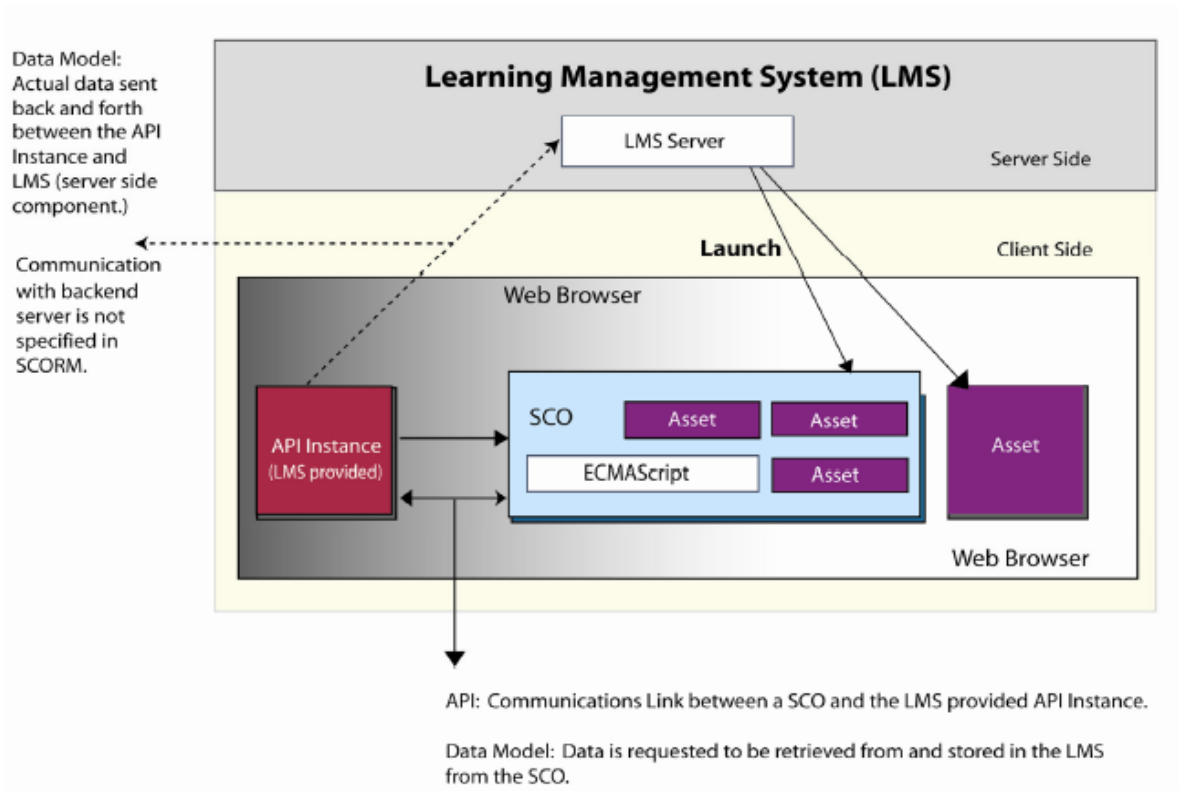 Data Model:
Actual data sent
back and forth
between the API
Instance and
LMS (server side
component.)
Communication
with backend
server is not
specified in
SCORM.
Learning Management System (LMS)
LMS Server
Server Side
Launch
Client Side
Web Browser
API Instance
(LMS provided)
SCO
Asset
Asset
ECMAScript
Asset
Asset
Web Browser
API: Communications Link between a SCO and the LMS provided API Instance.
Data Model: Data is requested to be retrieved from and stored in the LMS
from the SCO.